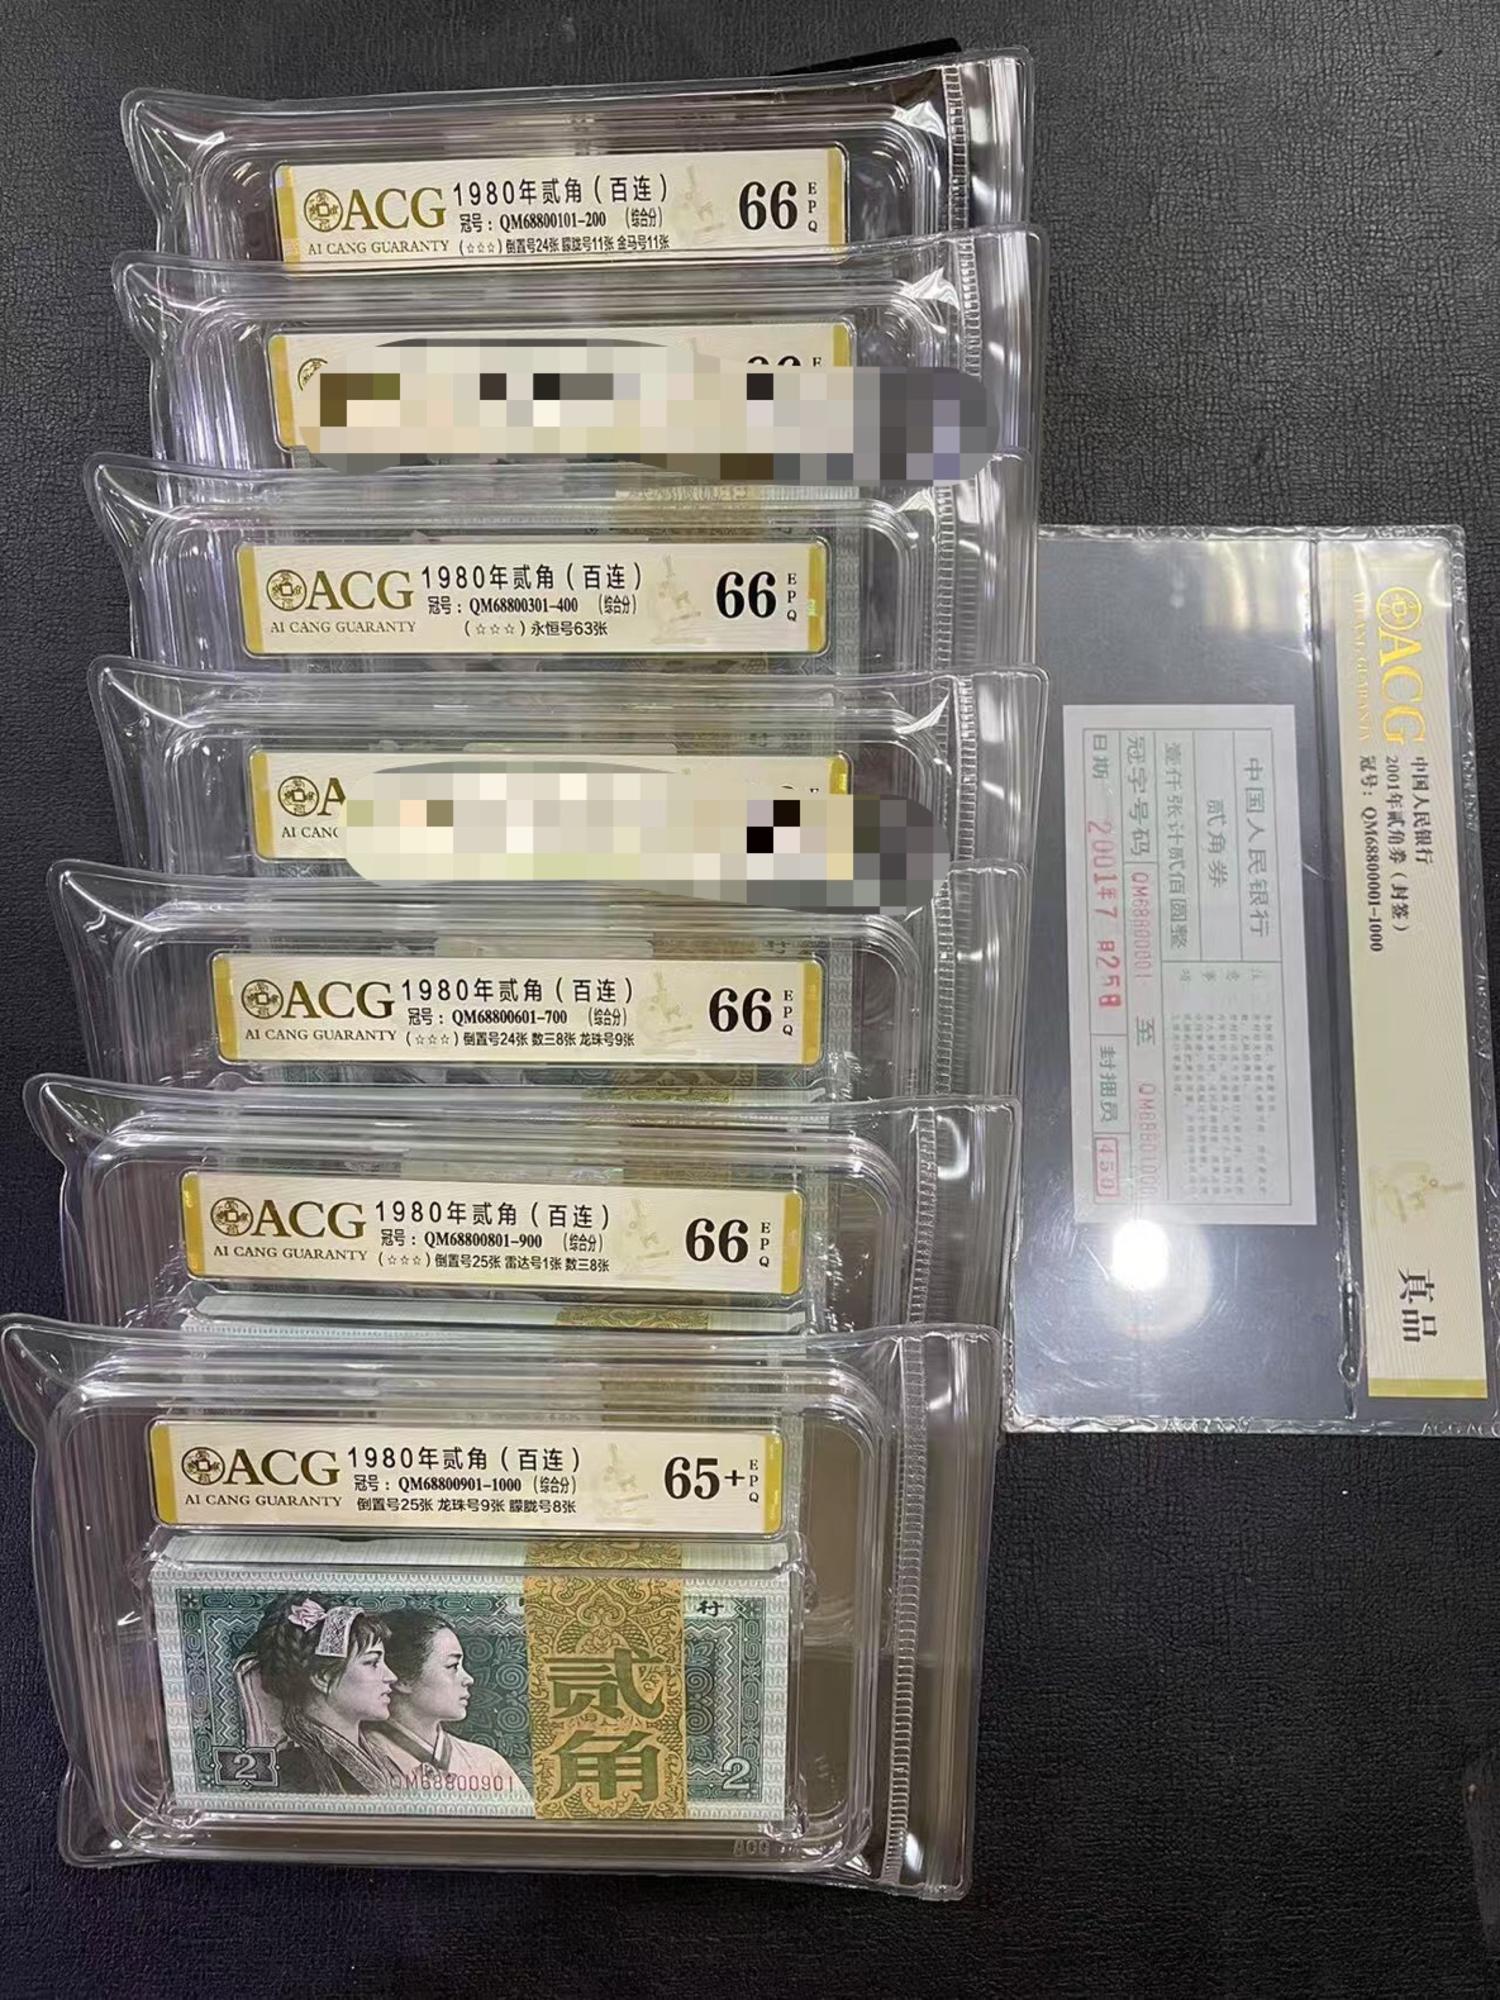 ACG 1980年贰角（百连） 66 EPQ
冠号：QM68800101-200 （综合分）
AI CANG GUARANTY （☆☆☆）倒置号24张 朦胧号11张 金马号11张
ACG 1980年贰角（百连） 66 EPQ
冠号：QM68800301-400 （综合分）
AI CANG GUARANTY （☆☆☆）永恒号63张
AI CANG
ACG 1980年贰角（百连） 66 EPQ
冠号：QM68800601-700 （综合分）
AI CANG GUARANTY （☆☆☆）倒置号24张 数三8张 龙珠号9张
ACG 1980年贰角（百连） 66 EPQ
冠号：QM68800801-900 （综合分）
AI CANG GUARANTY （☆☆☆）倒置号25张 雷达号1张 数三8张
ACG 1980年贰角（百连） 65+ EPQ
冠号：QM68800901-1000 （综合分）
AI CANG GUARANTY 倒置号25张 龙珠号9张 朦胧号8张
行
贰角
2
QM68800901
2
ACG
ACG 中国人民银行
AI CANG GUARANTY 2001年贰角券（封签）
冠号：QM68800001-1000
真品
中国人民银行
贰角券
壹仟张计贰佰圆整
冠字号码 QM68800001 至 QM68801000
日期 2001年7月25日 封捆员 450
注意事项